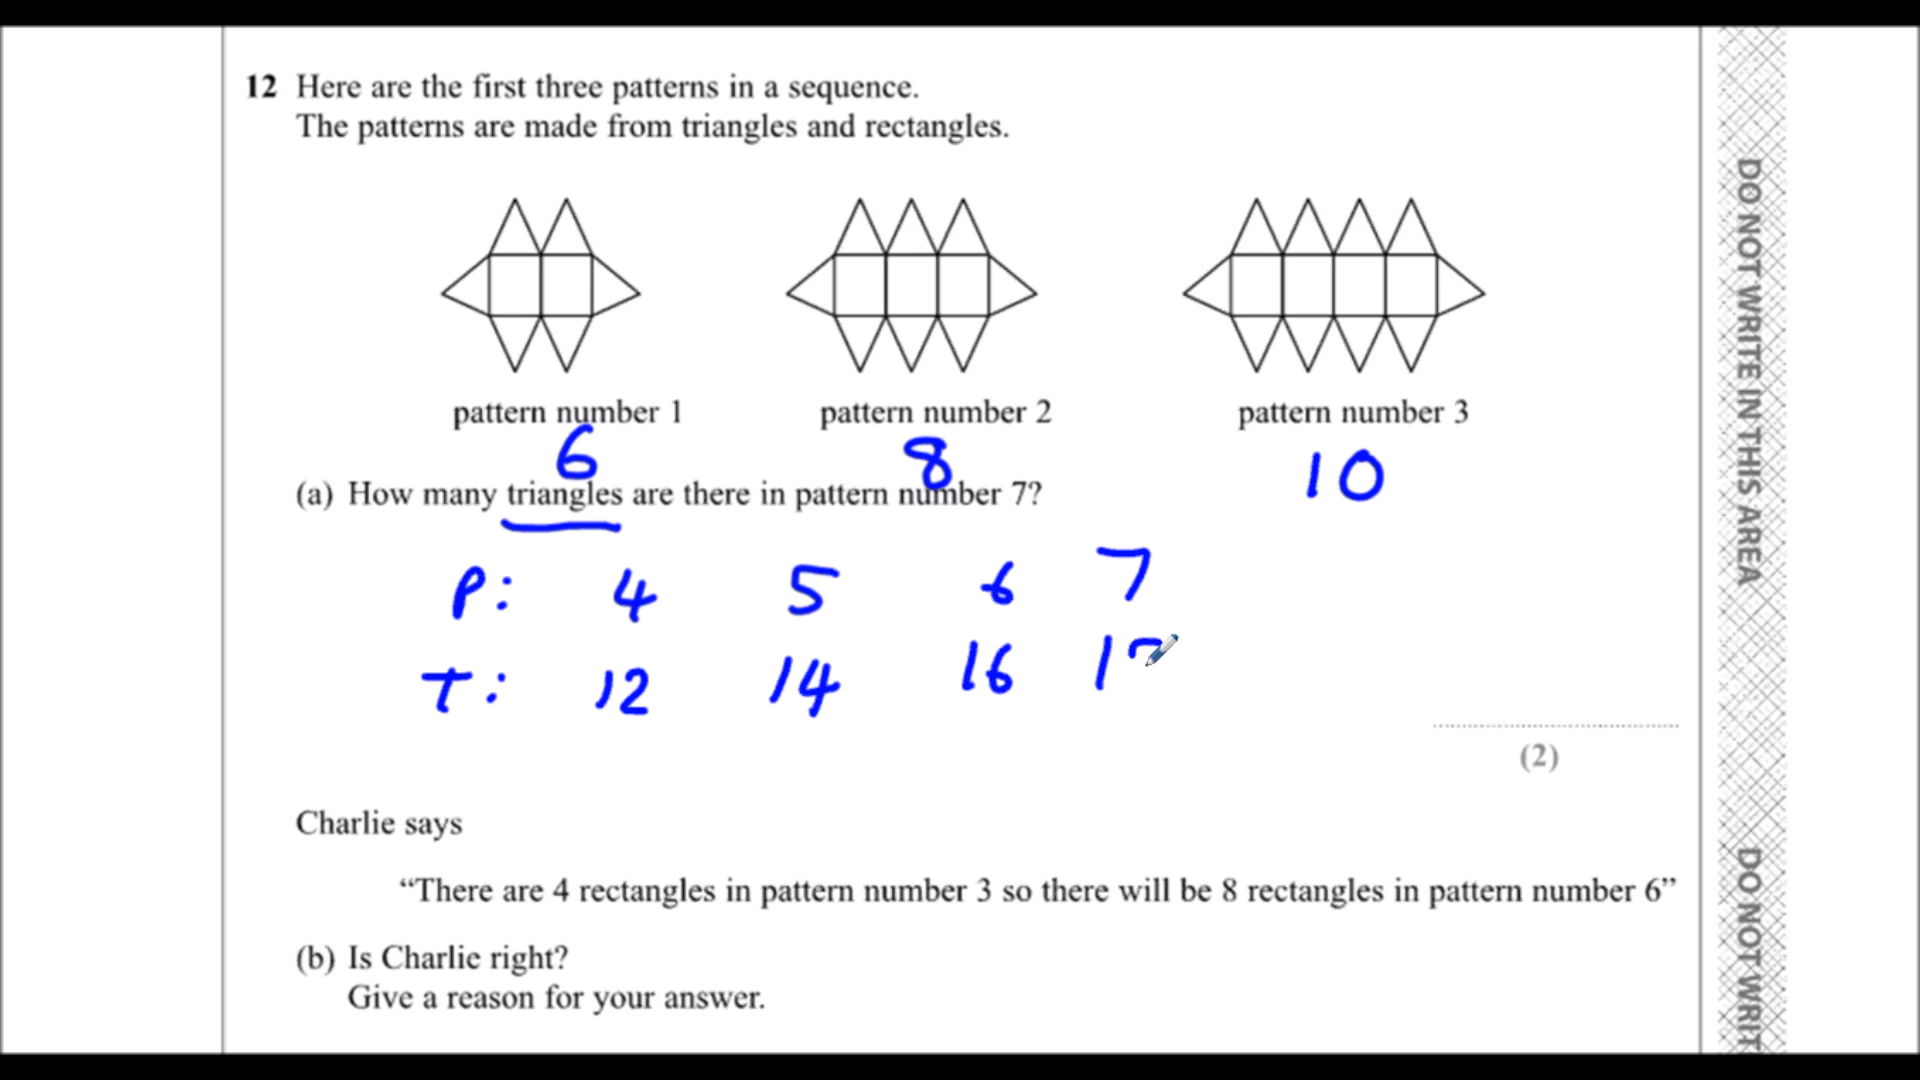 12 Here are the first three patterns in a sequence.
The patterns are made from triangles and rectangles.
pattern number 1 pattern number 2 pattern number 3
6 8 10
(a) How many triangles are there in pattern number 7?
P: 4 5 6 7
T: 12 14 16 1
(2)
Charlie says
“There are 4 rectangles in pattern number 3 so there will be 8 rectangles in pattern number 6”
(b) Is Charlie right?
Give a reason for your answer.
DO NOT WRITE IN THIS AREA
DO NOT WRIT